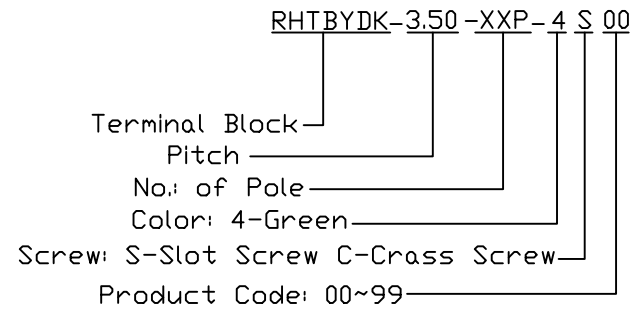 RHTBYDK-3.50-XXP-4 S 00
Terminal Block
Pitch
No.: of Pole
Color: 4-Green
Screw: S-Slot Screw C-Crass Screw
Product Code: 00~99